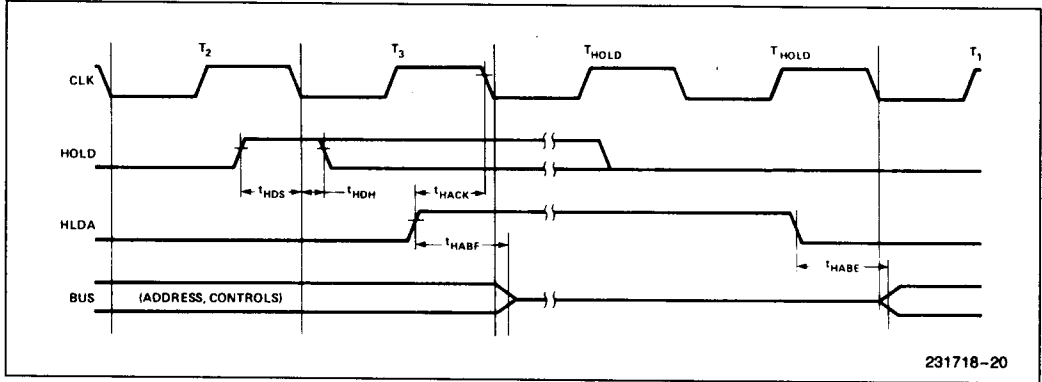 T2 T3 THOLD THOLD T1
CLK
HOLD
tHDS tHDH tHACK
HLDA
tHABF tHABE
BUS (ADDRESS, CONTROLS)
231718-20